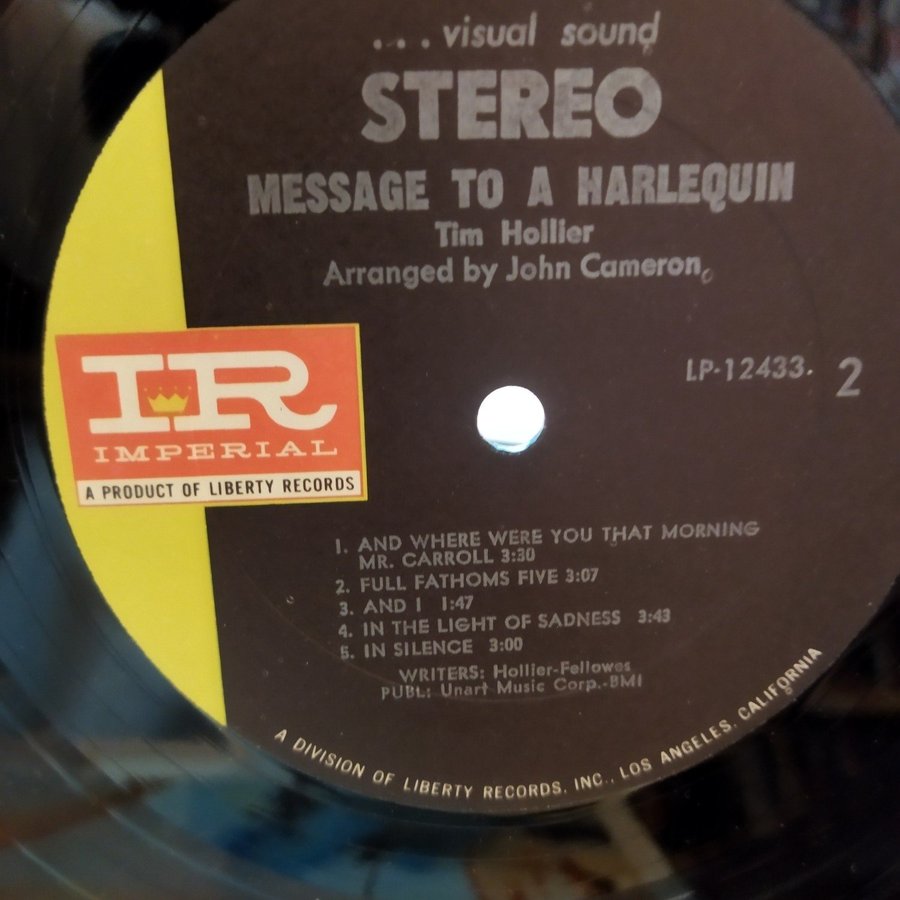 ...visual sound
STEREO
MESSAGE TO A HARLEQUIN
Tim Hollier
Arranged by John Cameron
LP-12433.
2
IR
IMPERIAL
A PRODUCT OF LIBERTY RECORDS
1. AND WHERE WERE YOU THAT MORNING
MR. CARROLL 3:30
2. FULL FATHOMS FIVE 3:07
3. AND I 1:47
4. IN THE LIGHT OF SADNESS 3:43
5. IN SILENCE 3:00
WRITERS: Hollier-Fellowes
PUBL: Unart Music Corp.-BMI
A DIVISION OF LIBERTY RECORDS, INC., LOS ANGELES, CALIFORNIA